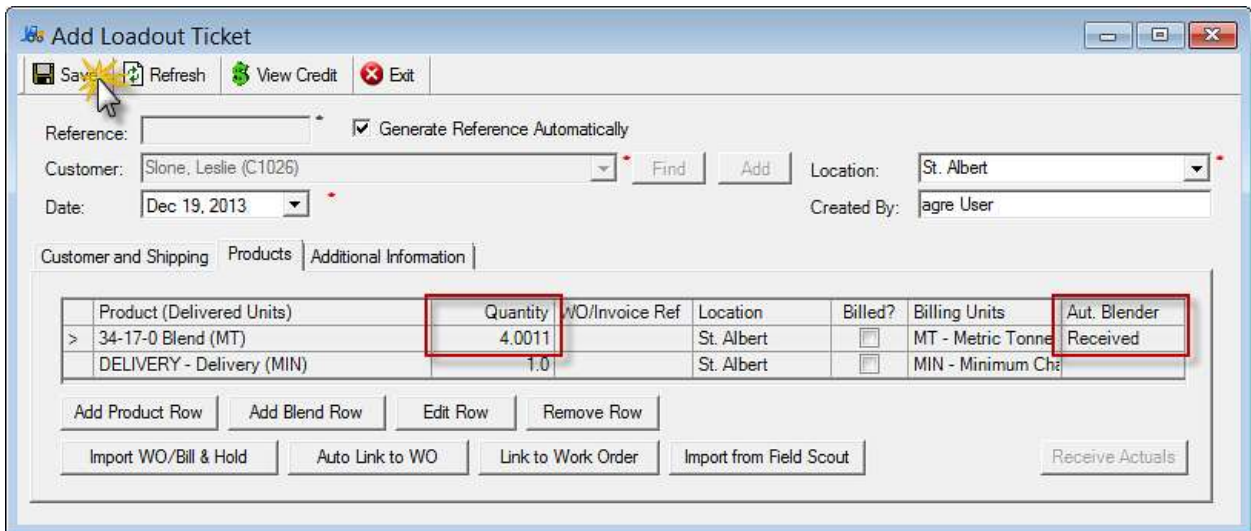 Add Loadout Ticket
Save Refresh View Credit Exit
Reference: * Generate Reference Automatically
Customer: Slone, Leslie (C1026) * Find Add Location: St. Albert *
Date: Dec 19, 2013 * Created By: agre User
Customer and Shipping Products Additional Information
Product (Delivered Units) Quantity WO/Invoice Ref Location Billed? Billing Units Aut. Blender
> 34-17-0 Blend (MT) 4.0011 St. Albert MT - Metric Tonne Received
DELIVERY - Delivery (MIN) 1.0 St. Albert MIN - Minimum Cha
Add Product Row Add Blend Row Edit Row Remove Row
Import WO/Bill & Hold Auto Link to WO Link to Work Order Import from Field Scout Receive Actuals